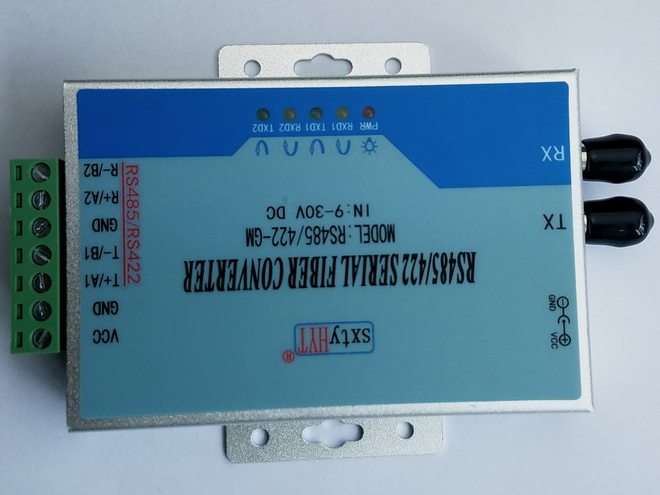 sxtyHYT®
RS485/422 SERIAL FIBER CONVERTER
MODEL:RS485/422-GM
IN:9-30V DC
VCC
GND
TX
RX
VCC
GND
T+/A1
T-/B1
GND
R+/A2
R-/B2
RS485/RS422
PWR RXD1 TXD1 RXD2 TXD2